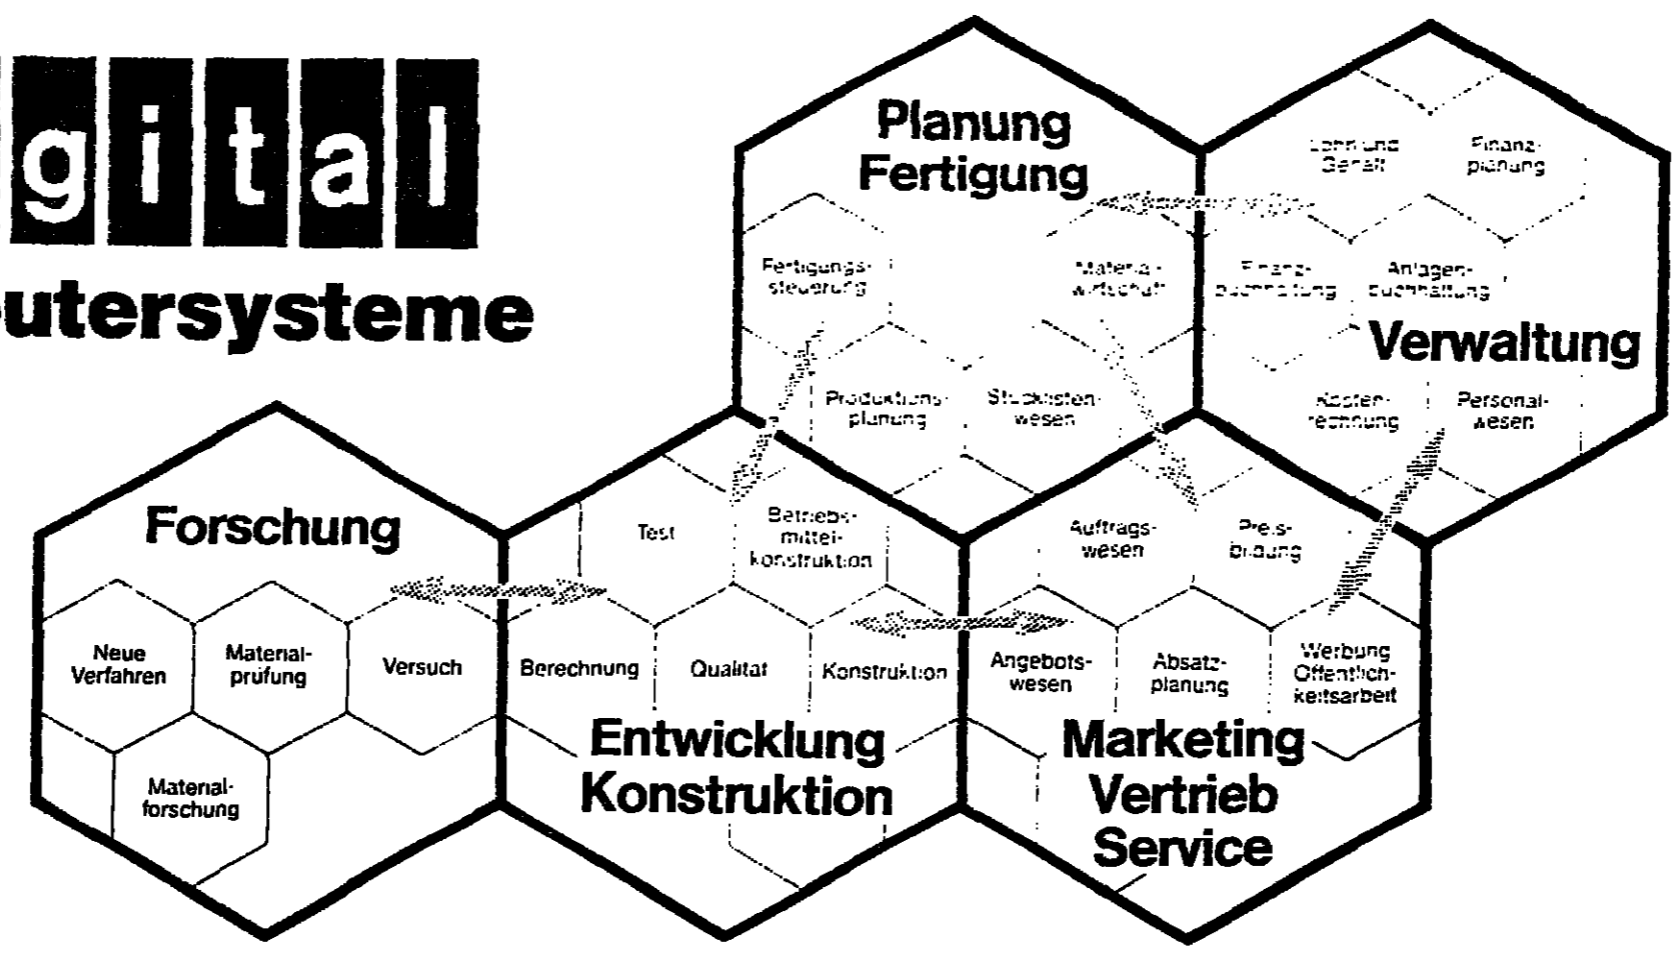 gital
utersysteme
Planung
Fertigung
Fertigungs-
steuerung
Material-
wirtschaft
Produktions-
planung
Stücklisten-
wesen
Lohn und
Gehalt
Finanz-
planung
Finanz-
buchhaltung
Anlagen-
buchhaltung
Verwaltung
Kosten-
rechnung
Personal-
wesen
Forschung
Neue
Verfahren
Material-
prüfung
Versuch
Material-
forschung
Test
Betriebs-
mittel-
konstruktion
Berechnung
Qualität
Konstruktion
Entwicklung
Konstruktion
Auftrags-
wesen
Preis-
bildung
Angebots-
wesen
Absatz-
planung
Werbung
Öffentlich-
keitsarbeit
Marketing
Vertrieb
Service